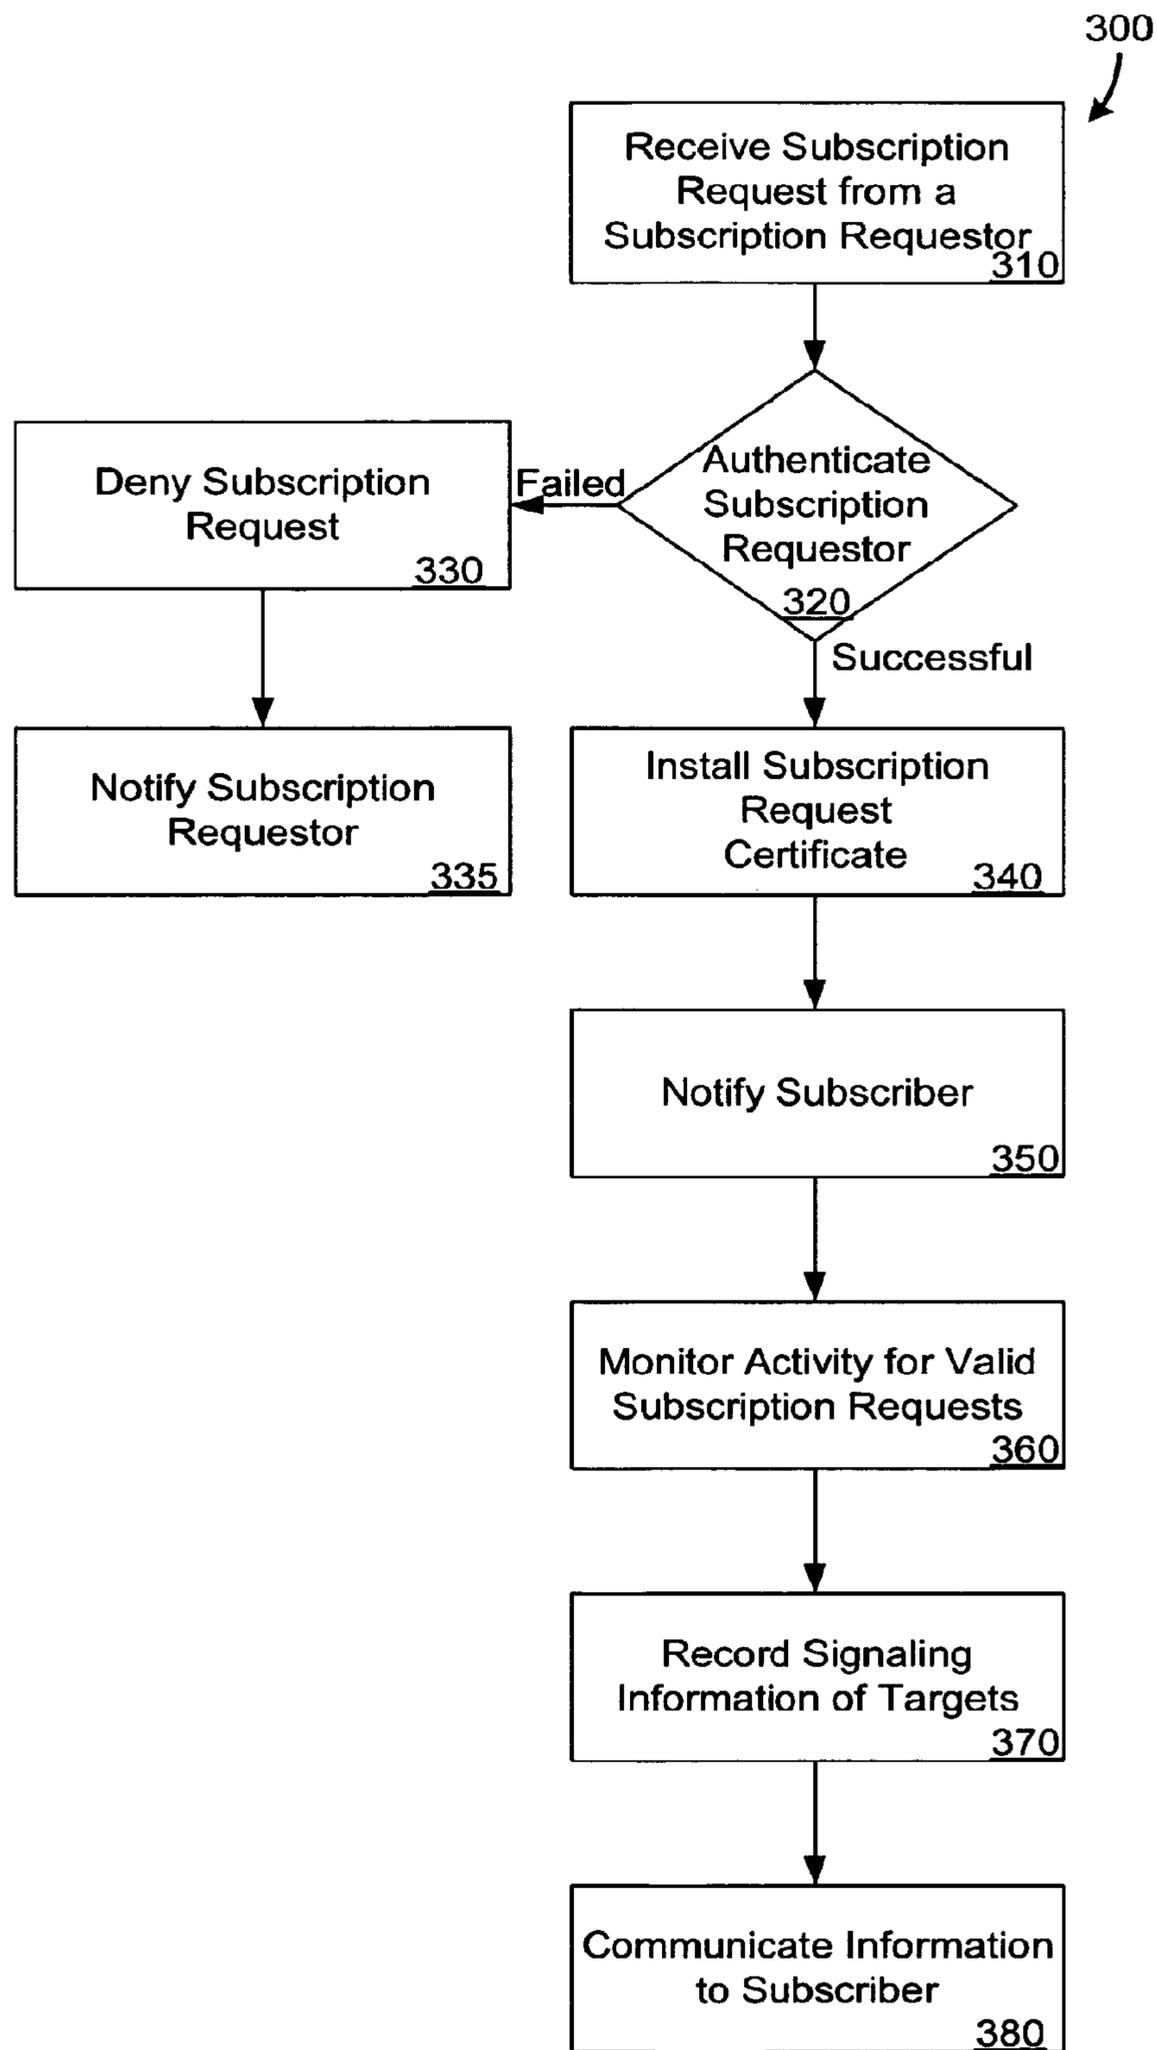 300
Receive Subscription
Request from a
Subscription Requestor
310
Authenticate
Subscription
Requestor
320
Failed
Deny Subscription
Request
330
Successful
Notify Subscription
Requestor
335
Install Subscription
Request
Certificate
340
Notify Subscriber
350
Monitor Activity for Valid
Subscription Requests
360
Record Signaling
Information of Targets
370
Communicate Information
to Subscriber
380